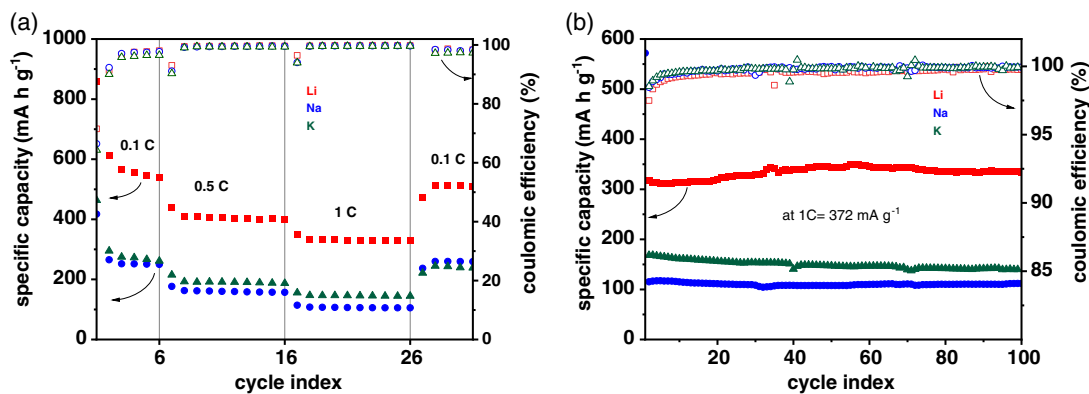 (a)
1000
800
600
400
200
0
specific capacity (mA h g⁻¹)
0.1 C
0.5 C
1 C
0.1 C
Li
Na
K
100
80
60
40
20
0
coulomic efficiency (%)
6
16
26
cycle index
(b)
600
500
400
300
200
100
0
specific capacity (mA h g⁻¹)
Li
Na
K
at 1C= 372 mA g⁻¹
100
95
90
85
coulomic efficiency (%)
20
40
60
80
100
cycle index